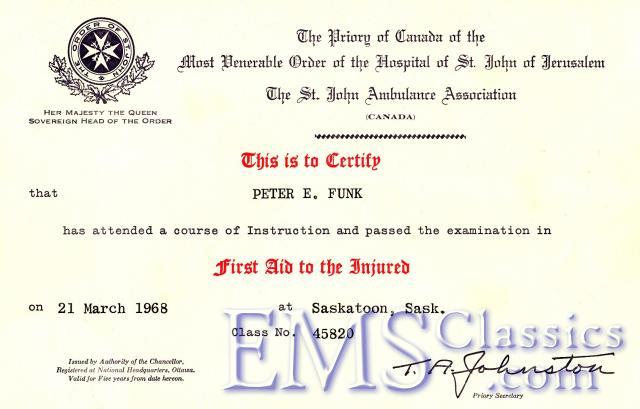 THE ORDER OF ST. JOHN
HER MAJESTY THE QUEEN
SOVEREIGN HEAD OF THE ORDER
The Priory of Canada of the
Most Venerable Order of the Hospital of St. John of Jerusalem
The St. John Ambulance Association
(CANADA)
This is to Certify
that PETER E. FUNK
has attended a course of Instruction and passed the examination in
First Aid to the Injured
on 21 March 1968 at Saskatoon, Sask.
Class No. 45820
Issued by Authority of the Chancellor,
Registered at National Headquarters, Ottawa.
Valid for Five years from date hereon.
T. A. Johnston
Priory Secretary
EMS Classics
.com